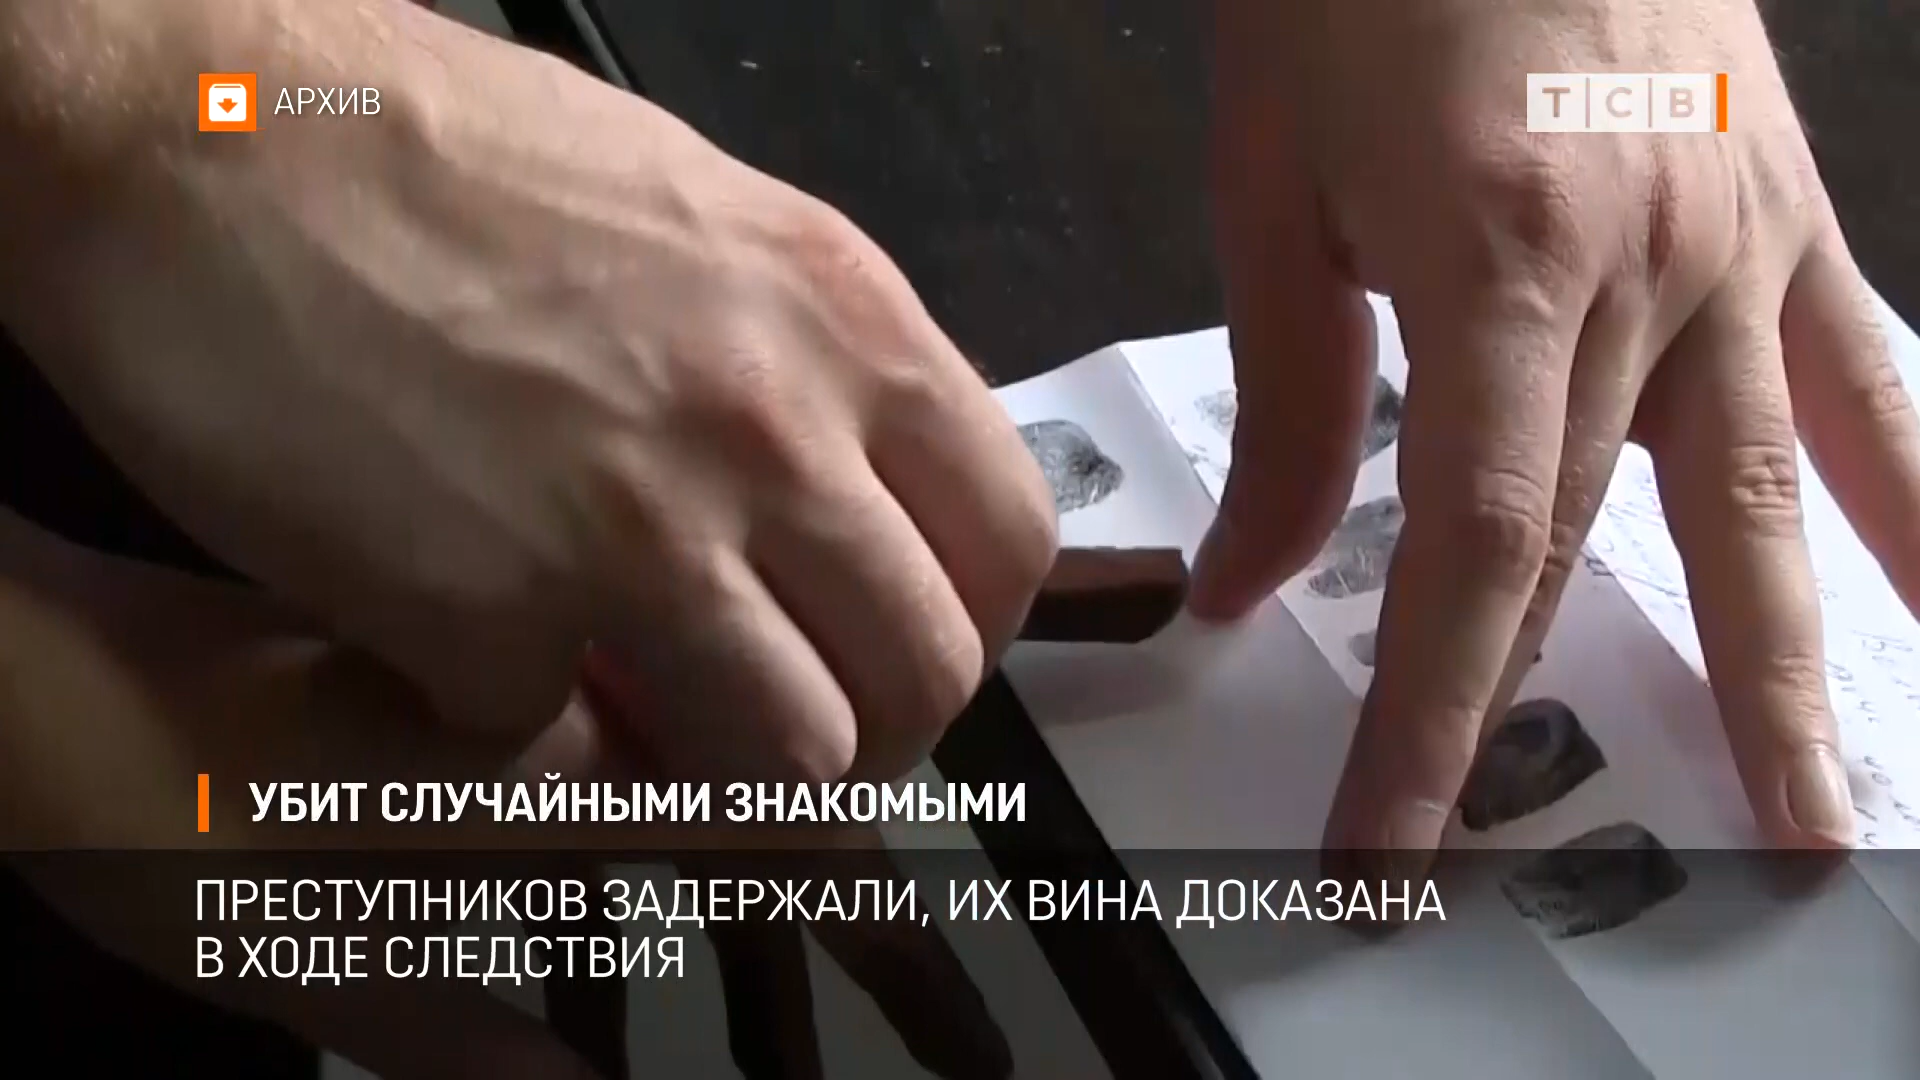 АРХИВ
ТСВ
УБИТ СЛУЧАЙНЫМИ ЗНАКОМЫМИ
ПРЕСТУПНИКОВ ЗАДЕРЖАЛИ, ИХ ВИНА ДОКАЗАНА
В ХОДЕ СЛЕДСТВИЯ